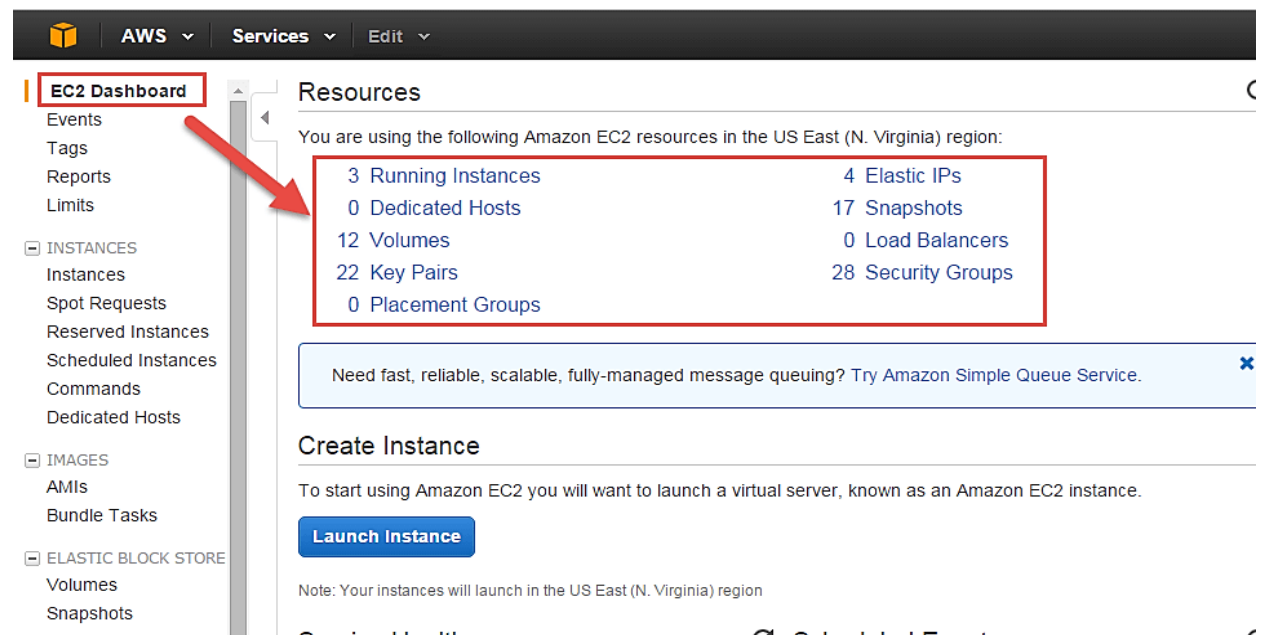 AWS Services Edit
EC2 Dashboard
Events
Tags
Reports
Limits
INSTANCES
Instances
Spot Requests
Reserved Instances
Scheduled Instances
Commands
Dedicated Hosts
IMAGES
AMIs
Bundle Tasks
ELASTIC BLOCK STORE
Volumes
Snapshots
Resources
You are using the following Amazon EC2 resources in the US East (N. Virginia) region:
3 Running Instances
0 Dedicated Hosts
12 Volumes
22 Key Pairs
0 Placement Groups
4 Elastic IPs
17 Snapshots
0 Load Balancers
28 Security Groups
Need fast, reliable, scalable, fully-managed message queuing? Try Amazon Simple Queue Service.
Create Instance
To start using Amazon EC2 you will want to launch a virtual server, known as an Amazon EC2 instance.
Launch Instance
Note: Your instances will launch in the US East (N. Virginia) region